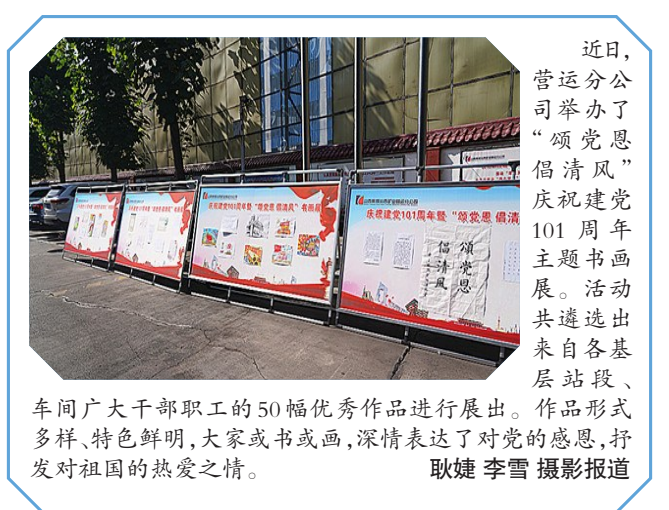 庆祝建党101周年暨“颂党恩 倡清风”书画展
庆祝建党101周年暨 “颂党恩 倡清
颂党恩
倡清风
近日,
营运分公
司举办了
“颂党恩
倡清风”
庆祝建党
101 周年
主题书画
展。活动
共遴选出
来自各基
层站段、
车间广大干部职工的50幅优秀作品进行展出。作品形式
多样、特色鲜明,大家或书或画,深情表达了对党的感恩,抒
发对祖国的热爱之情。
耿婕 李雪 摄影报道